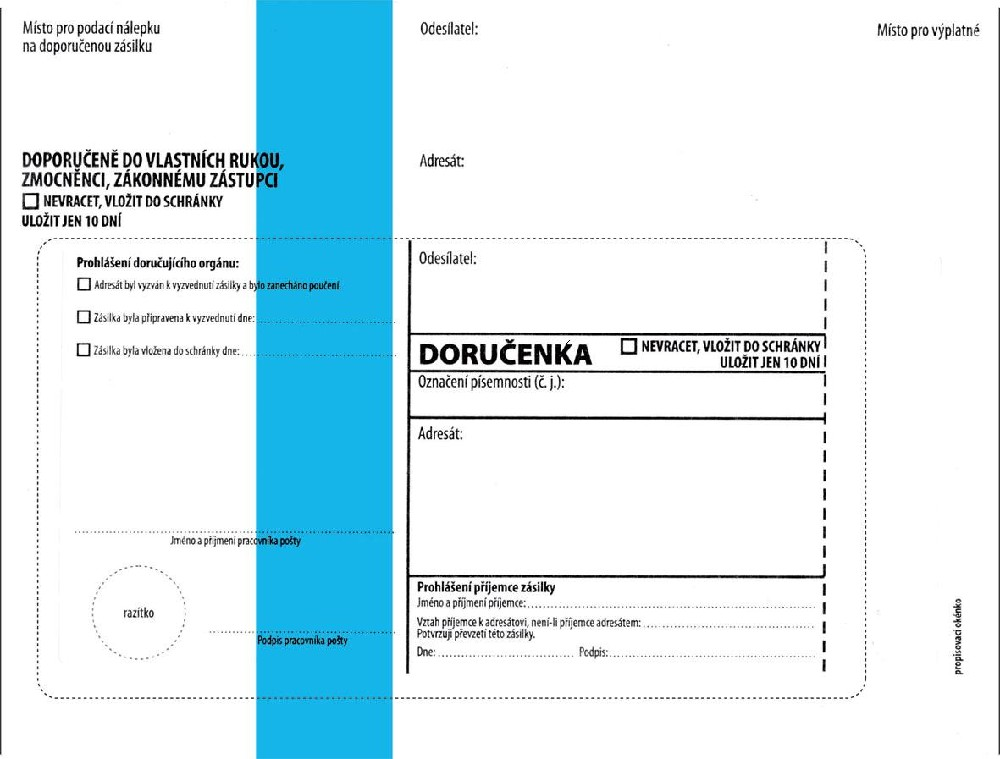 Místo pro podací nálepku
na doporučenou zásilku
Odesílatel:
Místo pro výplatné
DOPORUČENĚ DO VLASTNÍCH RUKOU,
ZMOCNĚNCI, ZÁKONNÉMU ZÁSTUPCI
NEVRACET, VLOŽIT DO SCHRÁNKY
ULOŽIT JEN 10 DNÍ
Adresát:
Prohlášení doručujícího orgánu:
Adresát byl vyzván k vyzvednutí zásilky a bylo zanecháno poučení
Zásilka byla připravena k vyzvednutí dne:
Zásilka byla vložena do schránky dne:
Jméno a příjmení pracovníka pošty
razítko
Podpis pracovníka pošty
Odesílatel:
DORUČENKA
NEVRACET, VLOŽIT DO SCHRÁNKY
ULOŽIT JEN 10 DNÍ
Označení písemnosti (č. j.):
Adresát:
Prohlášení příjemce zásilky
Jméno a příjmení příjemce:
Vztah příjemce k adresátovi, není-li příjemce adresátem:
Potvrzuji převzetí této zásilky.
Dne: Podpis:
propisovací okénko